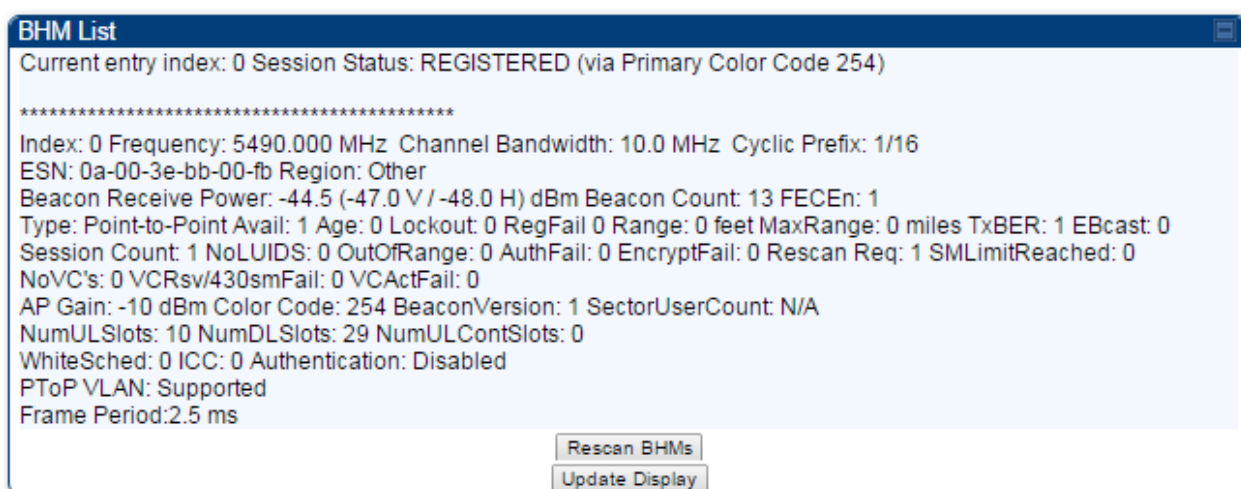 BHM List
Current entry index: 0 Session Status: REGISTERED (via Primary Color Code 254)
*********************************************
Index: 0 Frequency: 5490.000 MHz Channel Bandwidth: 10.0 MHz Cyclic Prefix: 1/16
ESN: 0a-00-3e-bb-00-fb Region: Other
Beacon Receive Power: -44.5 (-47.0 V / -48.0 H) dBm Beacon Count: 13 FECEn: 1
Type: Point-to-Point Avail: 1 Age: 0 Lockout: 0 RegFail 0 Range: 0 feet MaxRange: 0 miles TxBER: 1 EBcast: 0
Session Count: 1 NoLUIDS: 0 OutOfRange: 0 AuthFail: 0 EncryptFail: 0 Rescan Req: 1 SMLimitReached: 0
NoVC's: 0 VCRsv/430smFail: 0 VCActFail: 0
AP Gain: -10 dBm Color Code: 254 BeaconVersion: 1 SectorUserCount: N/A
NumULSlots: 10 NumDLSlots: 29 NumULContSlots: 0
WhiteSched: 0 ICC: 0 Authentication: Disabled
PToP VLAN: Supported
Frame Period:2.5 ms
Rescan BHMs
Update Display